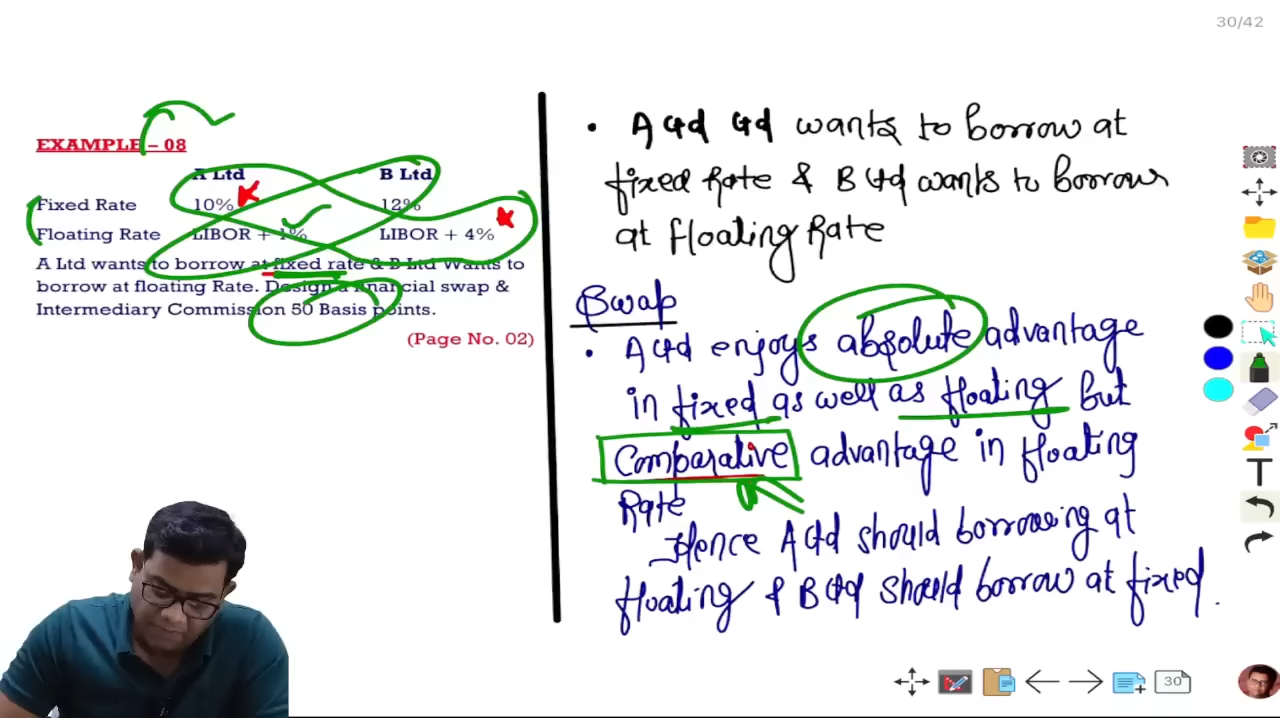 30/42
EXAMPLE – 08
A Ltd B Ltd
Fixed Rate 10% 12%
Floating Rate LIBOR + 1% LIBOR + 4%
A Ltd wants to borrow at fixed rate & B Ltd Wants to
borrow at floating Rate. Design a financial swap &
Intermediary Commission 50 Basis points.
(Page No. 02)
• A Ltd Ltd wants to borrow at
fixed Rate & B Ltd wants to borrow
at floating Rate
Swap
• A Ltd enjoys absolute advantage
in fixed as well as floating but
Comparative advantage in floating
Rate
Hence A Ltd should borrowing at
floating & B Ltd should borrow at fixed.
T
30